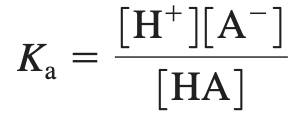 Kₐ = [H⁺][A⁻] / [HA]